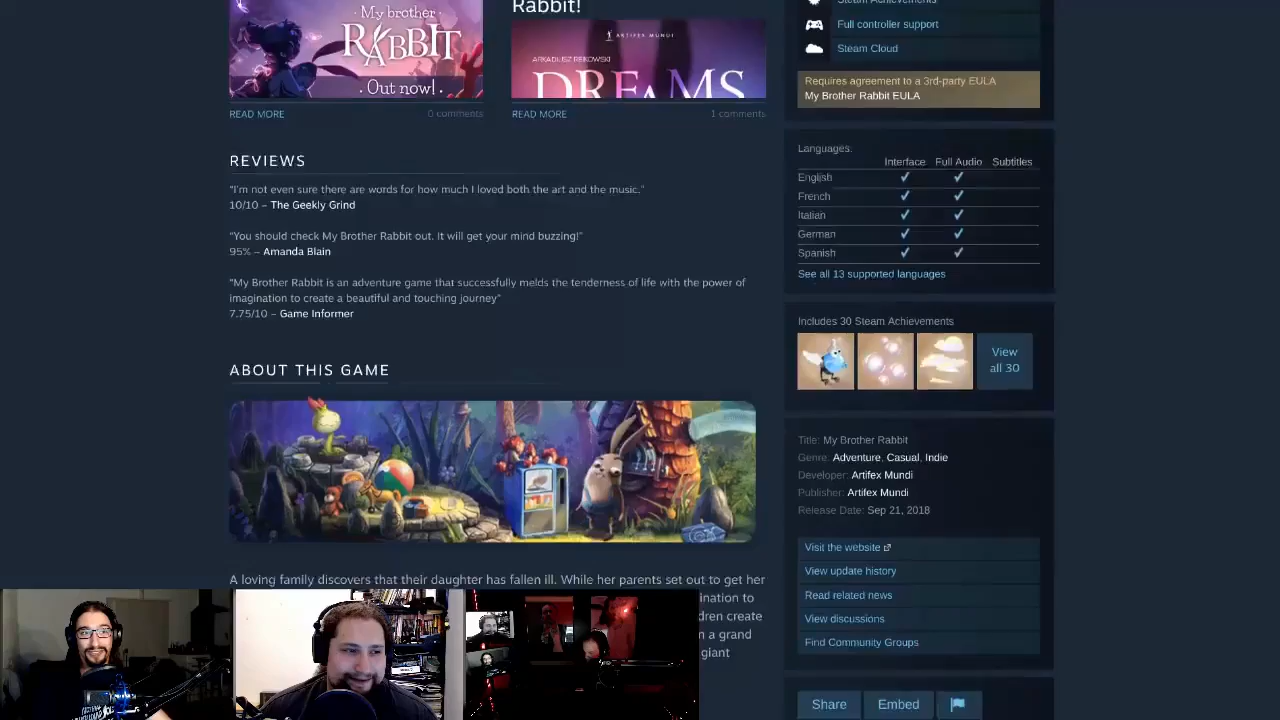 My brother
RABBIT
· Out now! ·
READ MORE
0 comments
Rabbit!
ARTIFEX MUNDI
ARKADIUSZ REIKOWSKI
DREAMS
READ MORE
1 comments
REVIEWS
“I'm not even sure there are words for how much I loved both the art and the music.”
10/10 – The Geekly Grind
“You should check My Brother Rabbit out. It will get your mind buzzing!”
95% – Amanda Blain
“My Brother Rabbit is an adventure game that successfully melds the tenderness of life with the power of
imagination to create a beautiful and touching journey”
7.75/10 – Game Informer
ABOUT THIS GAME
A loving family discovers that their daughter has fallen ill. While her parents set out to get her
ination to
dren create
m a grand
giant
Steam Achievements
Full controller support
Steam Cloud
Requires agreement to a 3rd-party EULA
My Brother Rabbit EULA
Languages:
Interface Full Audio Subtitles
English ✔ ✔
French ✔ ✔
Italian ✔ ✔
German ✔ ✔
Spanish ✔ ✔
See all 13 supported languages
Includes 30 Steam Achievements
View
all 30
Title: My Brother Rabbit
Genre: Adventure, Casual, Indie
Developer: Artifex Mundi
Publisher: Artifex Mundi
Release Date: Sep 21, 2018
Visit the website
View update history
Read related news
View discussions
Find Community Groups
Share
Embed